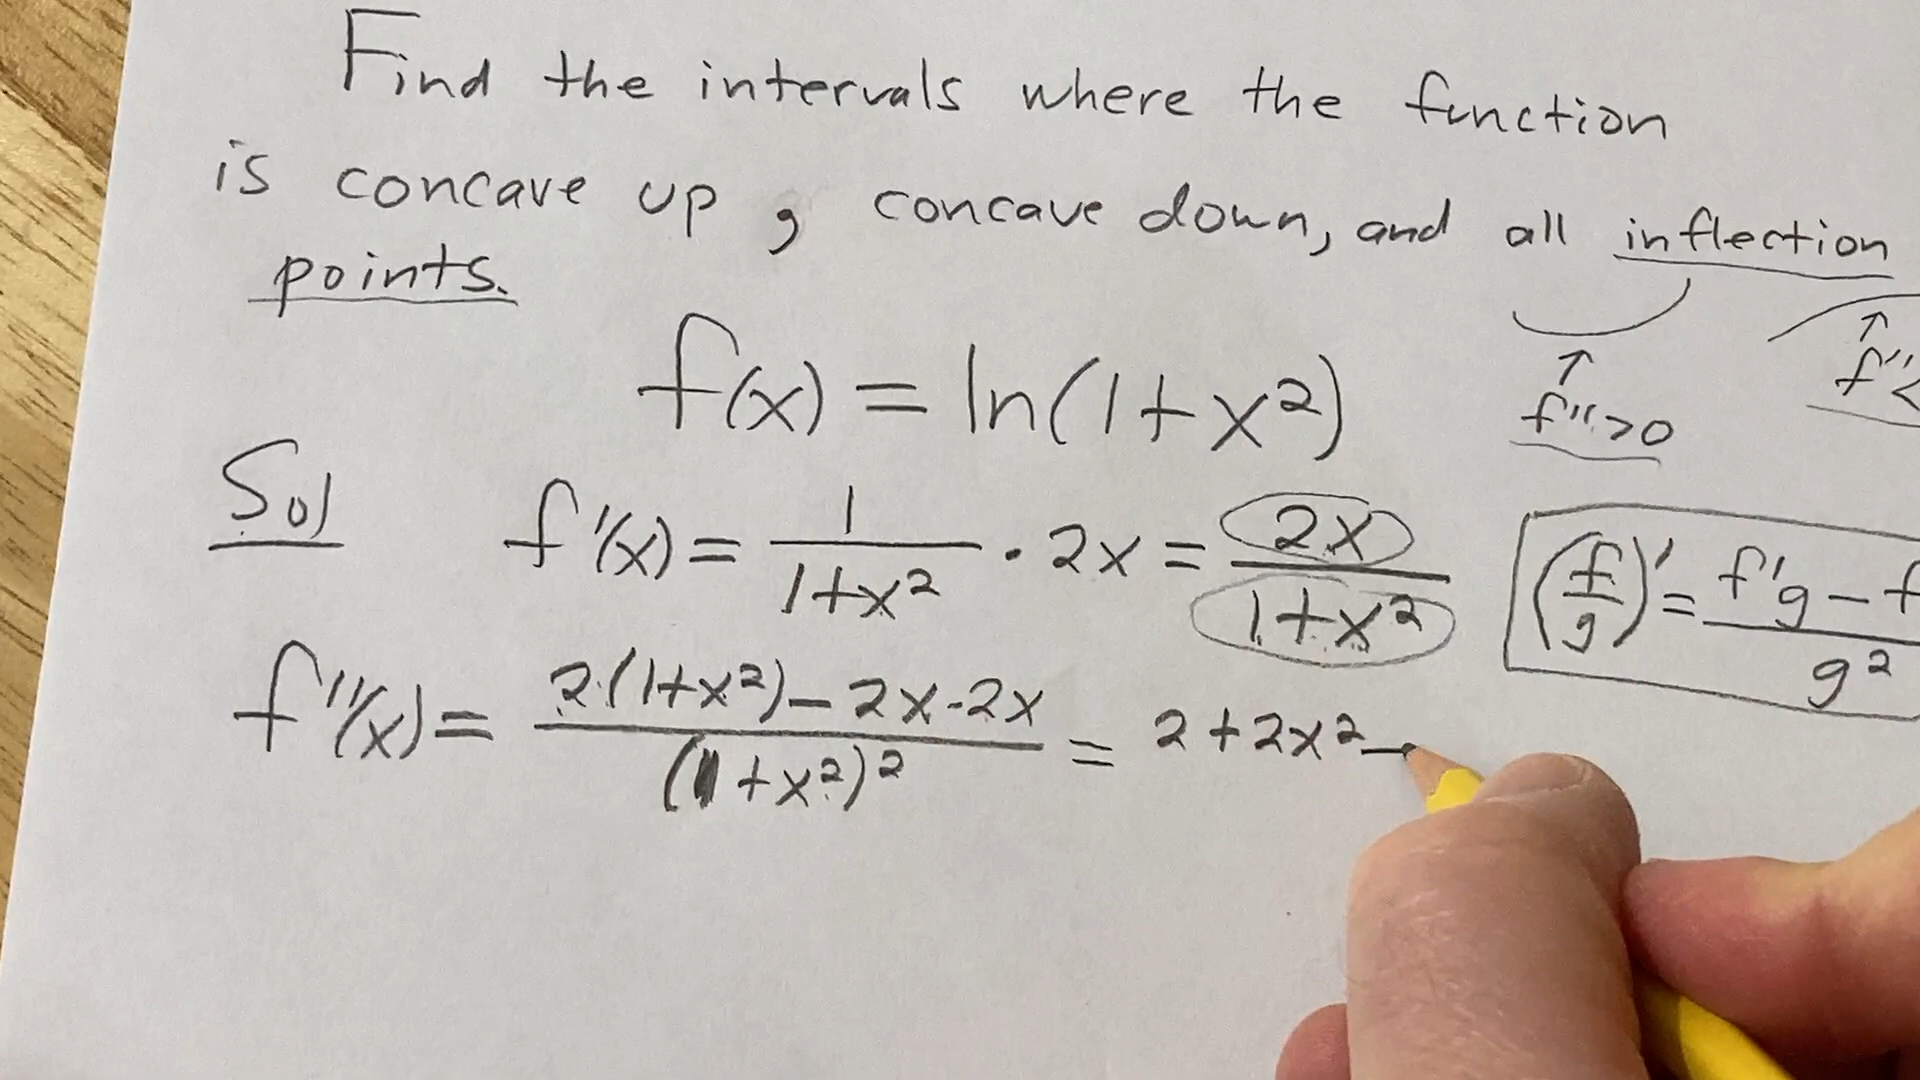 Find the intervals where the function
is concave up, concave down, and all inflection
points.
f(x) = ln(1+x²)
f''>0
f''<
Sol
f'(x) = 1/(1+x²) · 2x = 2x/(1+x²)
(f/g)' = (f'g - f)/g²
f''(x) = (2·(1+x²) - 2x·2x)/(1+x²)² = 2+2x² -